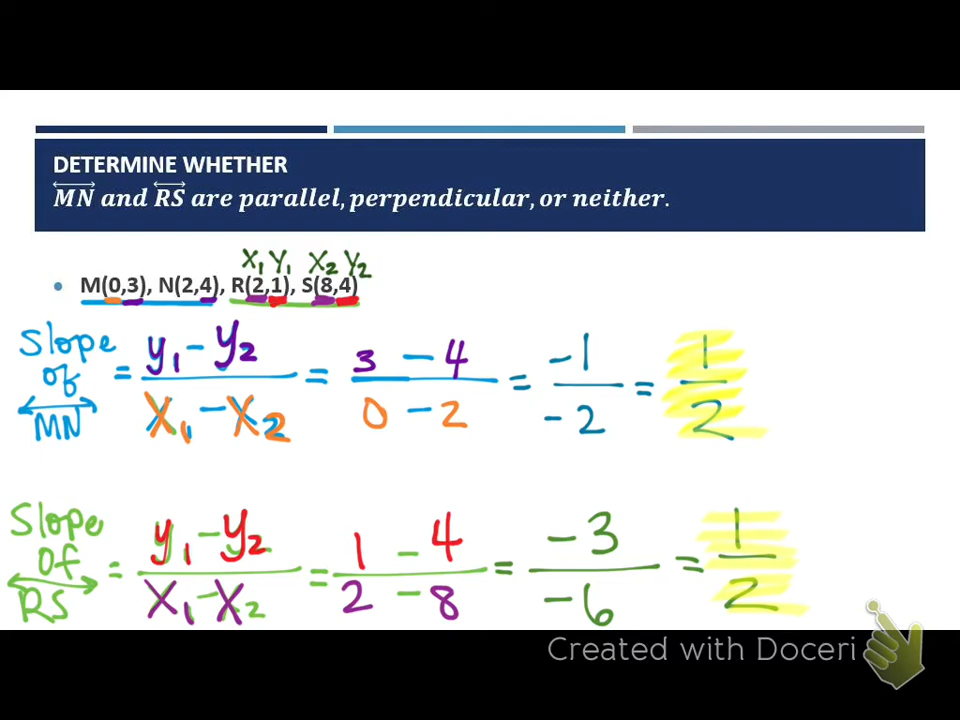 DETERMINE WHETHER
MN and RS are parallel, perpendicular, or neither.
X₁ Y₁ X₂ Y₂
• M(0,3), N(2,4), R(2,1), S(8,4)
Slope of MN = y₁ - y₂ / x₁ - x₂ = 3 - 4 / 0 - 2 = -1 / -2 = 1 / 2
Slope of RS = y₁ - y₂ / x₁ - x₂ = 1 - 4 / 2 - 8 = -3 / -6 = 1 / 2
Created with Doceri